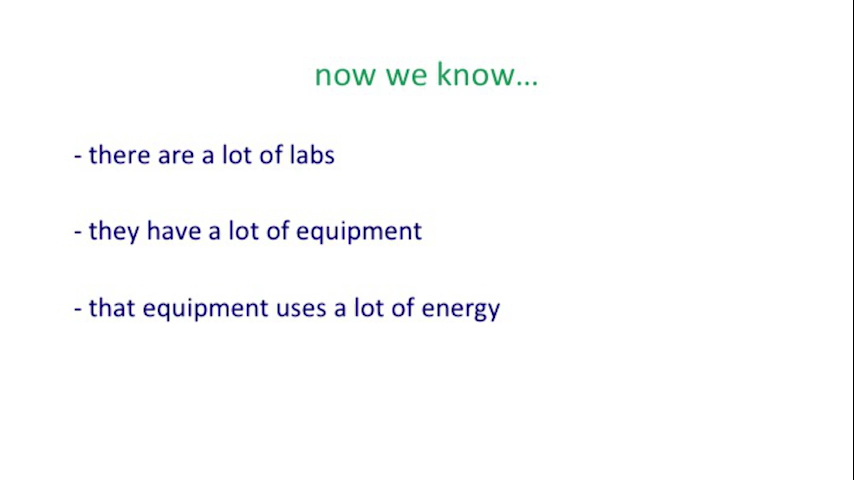 now we know...
- there are a lot of labs
- they have a lot of equipment
- that equipment uses a lot of energy